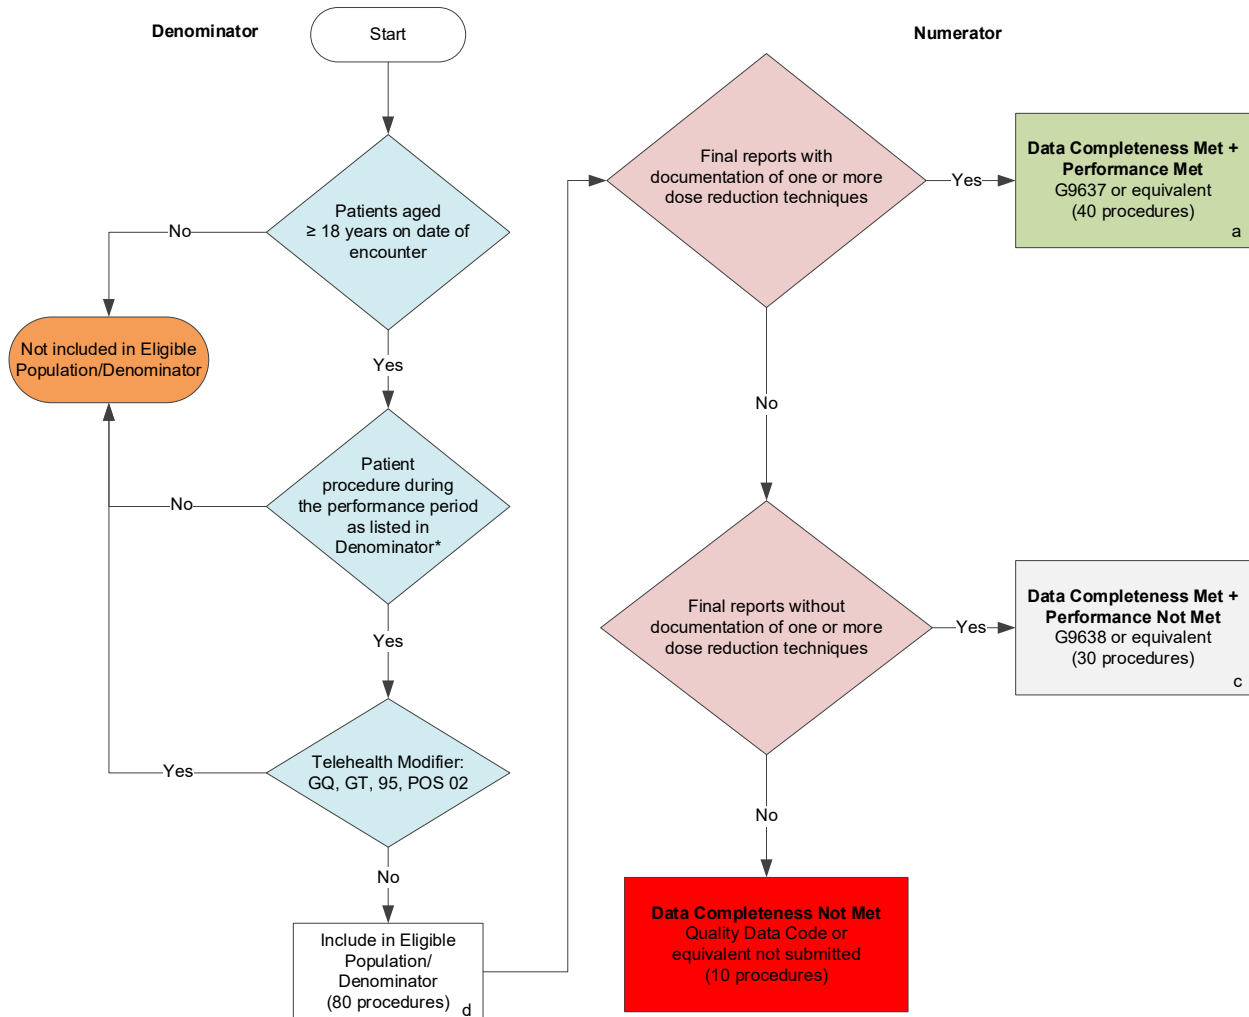 Denominator
Start
Numerator
Patients aged
≥ 18 years on date of
encounter
No
Not included in Eligible
Population/Denominator
Yes
Patient
procedure during
the performance period
as listed in
Denominator*
No
Yes
Telehealth Modifier:
GQ, GT, 95, POS 02
Yes
No
Include in Eligible
Population/
Denominator
(80 procedures)
d
Final reports with
documentation of one or more
dose reduction techniques
Yes
Data Completeness Met +
Performance Met
G9637 or equivalent
(40 procedures)
a
No
Final reports without
documentation of one or more
dose reduction techniques
Yes
Data Completeness Met +
Performance Not Met
G9638 or equivalent
(30 procedures)
c
No
Data Completeness Not Met
Quality Data Code or
equivalent not submitted
(10 procedures)